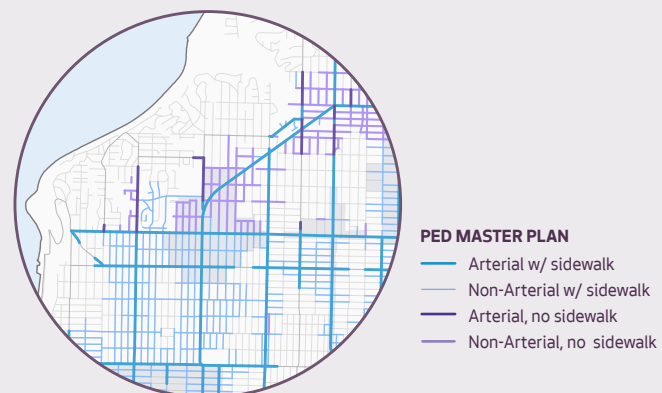 PED MASTER PLAN
Arterial w/ sidewalk
Non-Arterial w/ sidewalk
Arterial, no sidewalk
Non-Arterial, no sidewalk